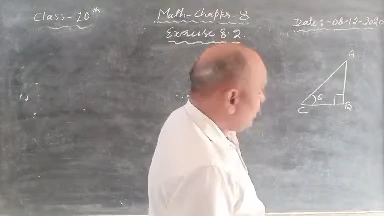 Class-10th
Math-Chapter-8
Exercise 8.2
Date:-08-12-2020
A
C
B